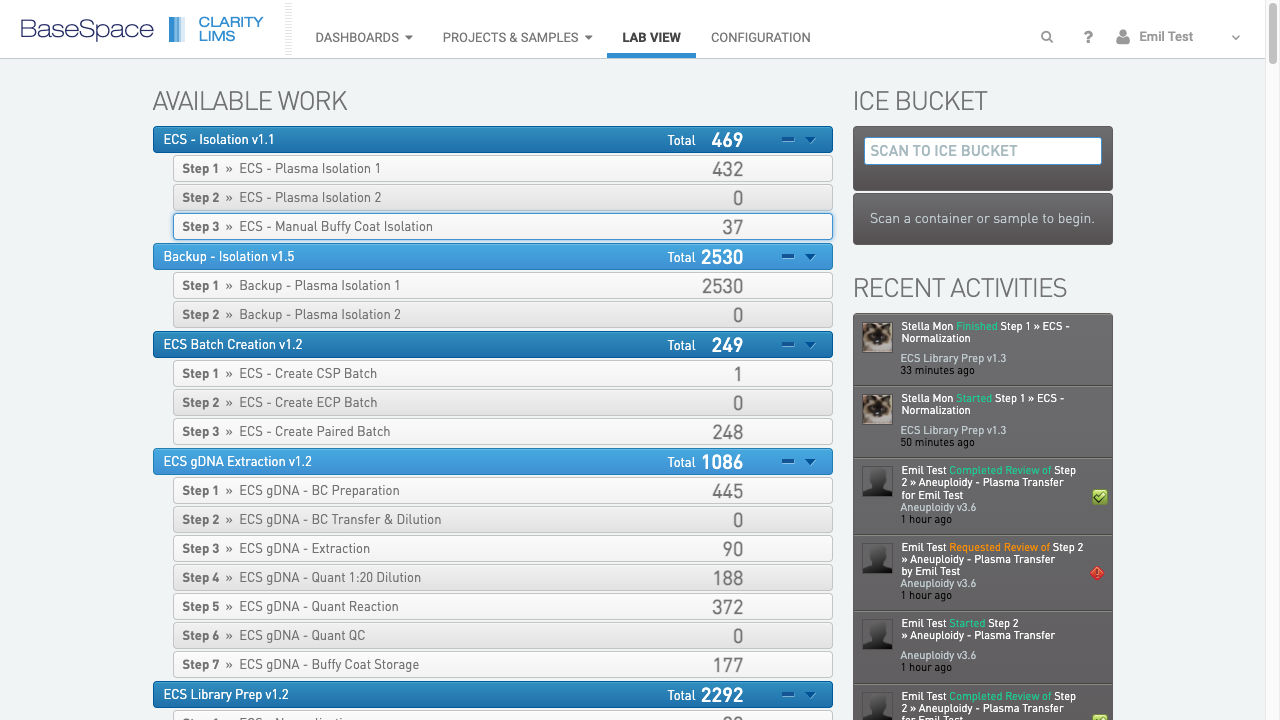 BaseSpace
CLARITY
LIMS
DASHBOARDS
PROJECTS & SAMPLES
LAB VIEW
CONFIGURATION
?
Emil Test
AVAILABLE WORK
ECS - Isolation v1.1 Total 469
Step 1 » ECS - Plasma Isolation 1 432
Step 2 » ECS - Plasma Isolation 2 0
Step 3 » ECS - Manual Buffy Coat Isolation 37
Backup - Isolation v1.5 Total 2530
Step 1 » Backup - Plasma Isolation 1 2530
Step 2 » Backup - Plasma Isolation 2 0
ECS Batch Creation v1.2 Total 249
Step 1 » ECS - Create CSP Batch 1
Step 2 » ECS - Create ECP Batch 0
Step 3 » ECS - Create Paired Batch 248
ECS gDNA Extraction v1.2 Total 1086
Step 1 » ECS gDNA - BC Preparation 445
Step 2 » ECS gDNA - BC Transfer & Dilution 0
Step 3 » ECS gDNA - Extraction 90
Step 4 » ECS gDNA - Quant 1:20 Dilution 188
Step 5 » ECS gDNA - Quant Reaction 372
Step 6 » ECS gDNA - Quant QC 0
Step 7 » ECS gDNA - Buffy Coat Storage 177
ECS Library Prep v1.2 Total 2292
ICE BUCKET
SCAN TO ICE BUCKET
Scan a container or sample to begin.
RECENT ACTIVITIES
Stella Mon Finished Step 1 » ECS -
Normalization
ECS Library Prep v1.3
33 minutes ago
Stella Mon Started Step 1 » ECS -
Normalization
ECS Library Prep v1.3
50 minutes ago
Emil Test Completed Review of Step
2 » Aneuploidy - Plasma Transfer
for Emil Test
Aneuploidy v3.6
1 hour ago
Emil Test Requested Review of Step 2
» Aneuploidy - Plasma Transfer
by Emil Test
Aneuploidy v3.6
1 hour ago
Emil Test Started Step 2
» Aneuploidy - Plasma Transfer
Aneuploidy v3.6
1 hour ago
Emil Test Completed Review of Step
2 » Aneuploidy - Plasma Transfer
for Emil Test